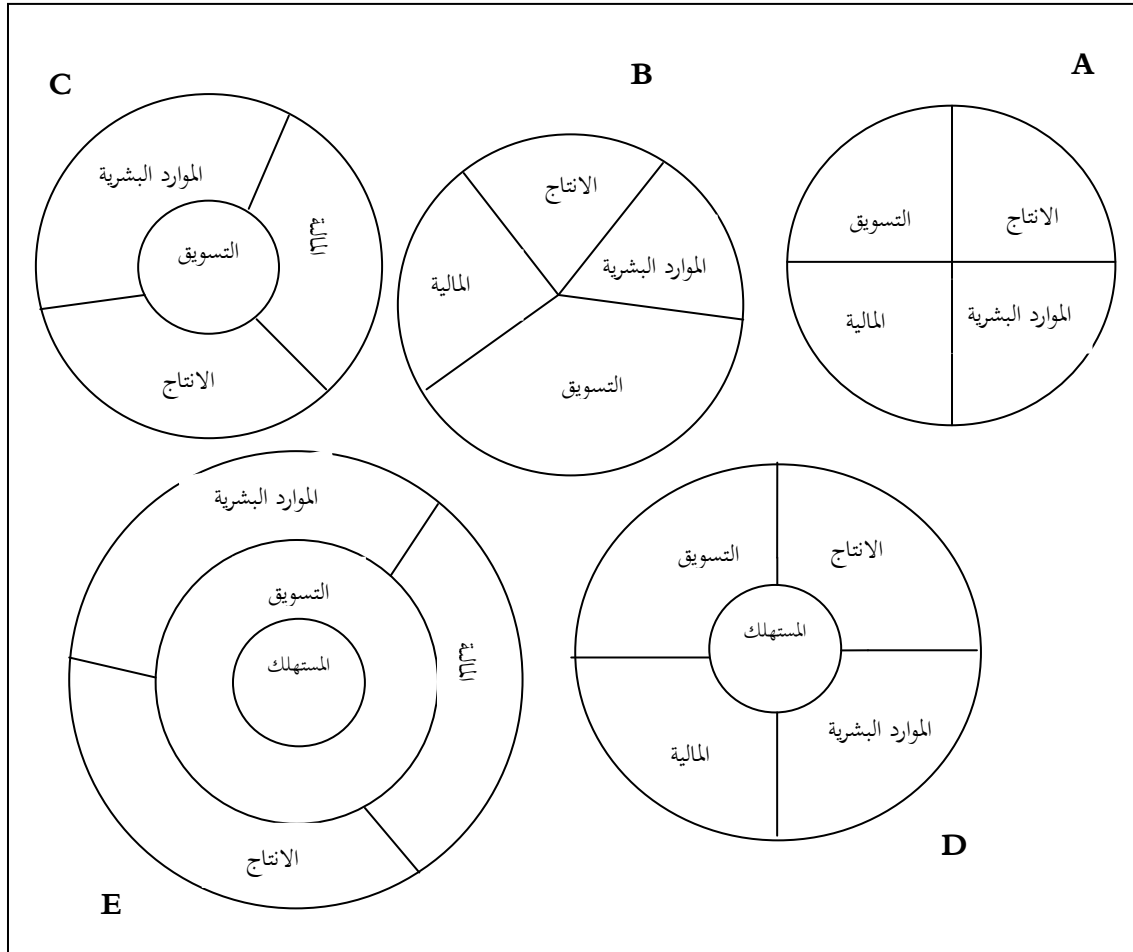 A
الانتاج
التسويق
الموارد البشرية
المالية
B
الانتاج
الموارد البشرية
المالية
التسويق
C
الموارد البشرية
المالية
التسويق
الانتاج
D
الانتاج
التسويق
المستهلك
الموارد البشرية
المالية
E
الموارد البشرية
التسويق
المالية
المستهلك
الانتاج